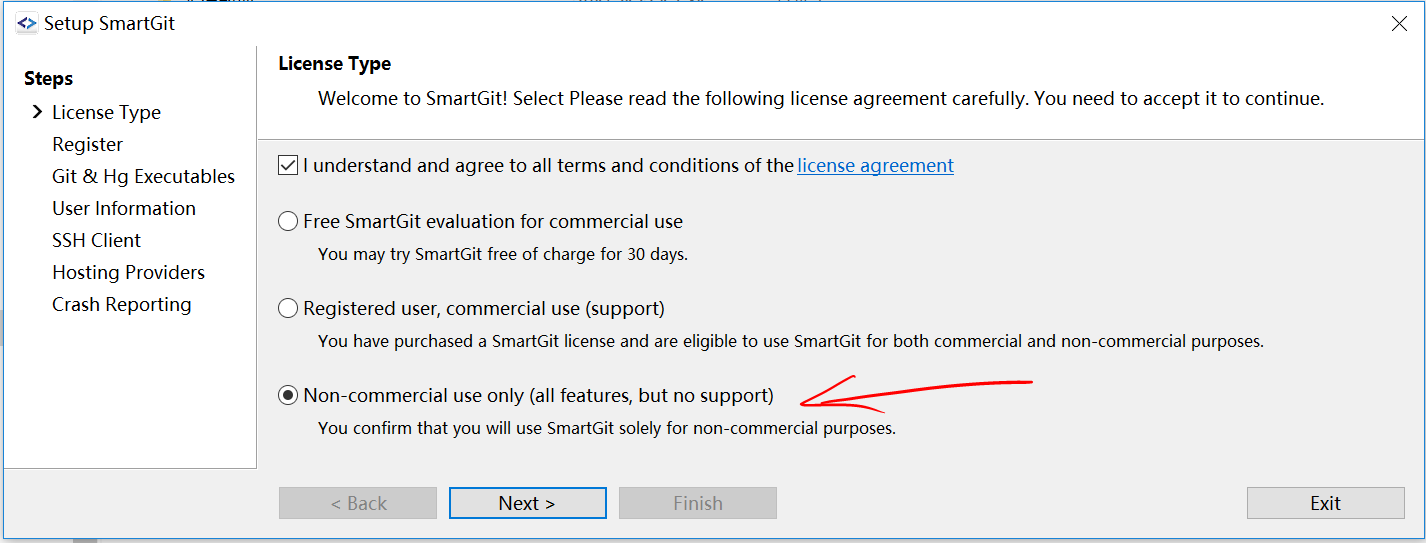 Setup SmartGit
Steps
License Type
Register
Git & Hg Executables
User Information
SSH Client
Hosting Providers
Crash Reporting
License Type
Welcome to SmartGit! Select Please read the following license agreement carefully. You need to accept it to continue.
I understand and agree to all terms and conditions of the license agreement
Free SmartGit evaluation for commercial use
You may try SmartGit free of charge for 30 days.
Registered user, commercial use (support)
You have purchased a SmartGit license and are eligible to use SmartGit for both commercial and non-commercial purposes.
Non-commercial use only (all features, but no support)
You confirm that you will use SmartGit solely for non-commercial purposes.
< Back
Next >
Finish
Exit